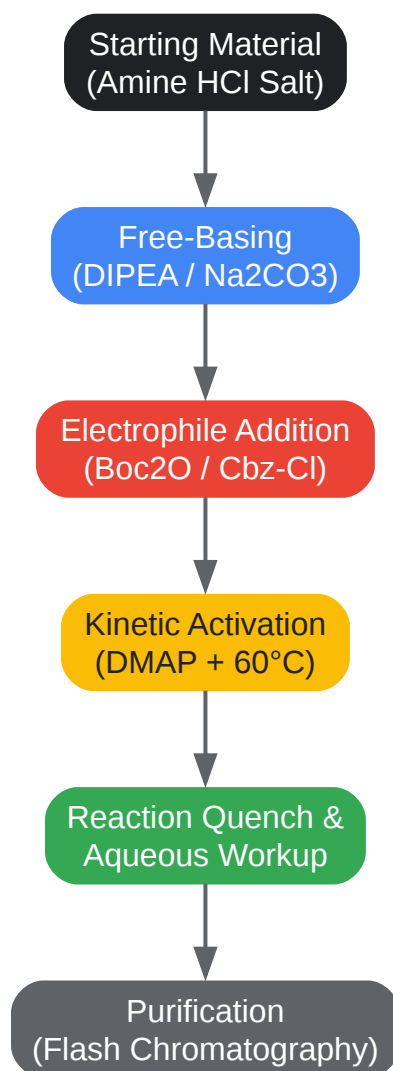 Starting Material
(Amine HCl Salt)
Free-Basing
(DIPEA / Na2CO3)
Electrophile Addition
(Boc2O / Cbz-Cl)
Kinetic Activation
(DMAP + 60°C)
Reaction Quench &
Aqueous Workup
Purification
(Flash Chromatography)